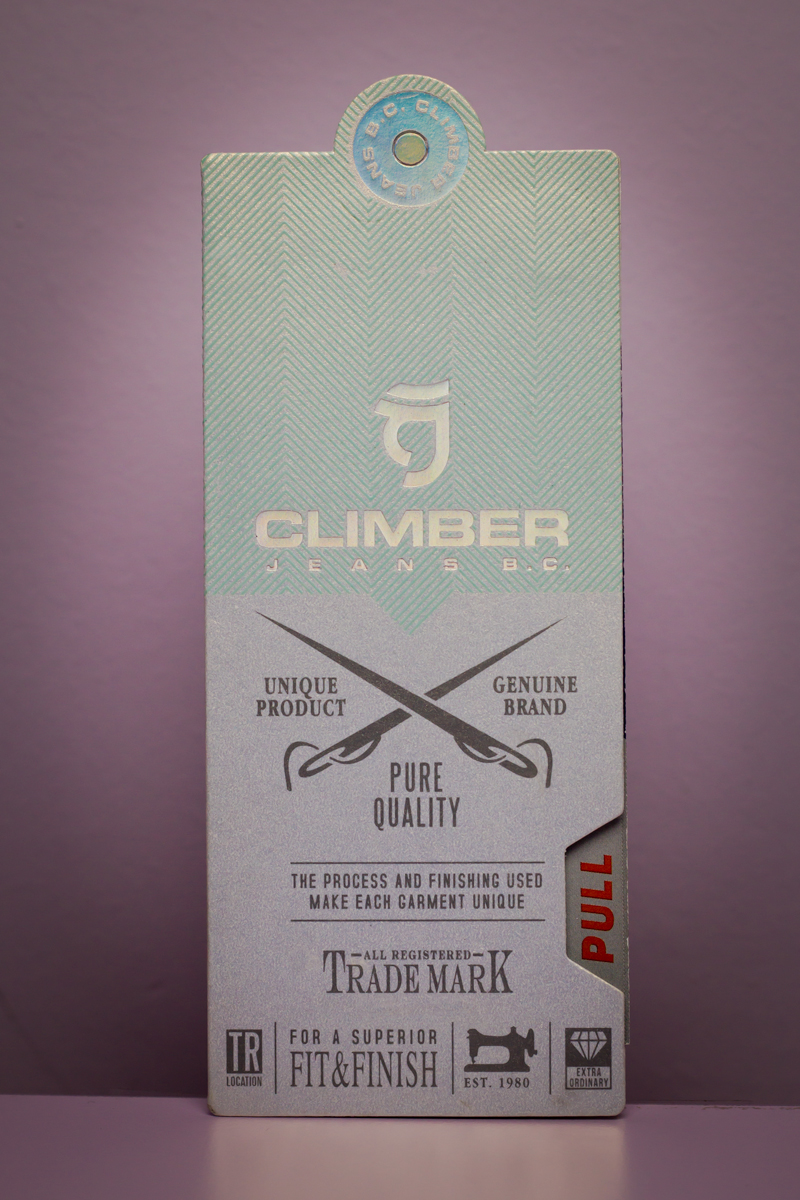 B.C. CLIMBER JEANS
CLIMBER
JEANS B.C.
UNIQUE
PRODUCT
GENUINE
BRAND
PURE
QUALITY
THE PROCESS AND FINISHING USED
MAKE EACH GARMENT UNIQUE
PULL
ALL REGISTERED
TRADE MARK
TR
LOCATION
FOR A SUPERIOR
FIT&FINISH
EST. 1980
EXTRA
ORDINARY